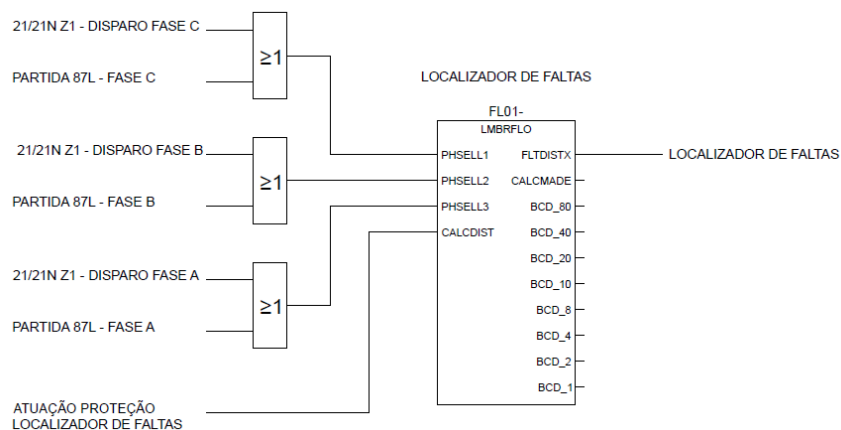 21/21N Z1 - DISPARO FASE C
≥1
PARTIDA 87L - FASE C
LOCALIZADOR DE FALTAS
FL01-
LMBRFLO
21/21N Z1 - DISPARO FASE B
≥1
PARTIDA 87L - FASE B
PHSELL1
FLTDISTX
LOCALIZADOR DE FALTAS
PHSELL2
CALCMADE
PHSELL3
BCD_80
CALCDIST
BCD_40
BCD_20
BCD_10
BCD_8
BCD_4
BCD_2
BCD_1
21/21N Z1 - DISPARO FASE A
≥1
PARTIDA 87L - FASE A
ATUAÇÃO PROTEÇÃO
LOCALIZADOR DE FALTAS